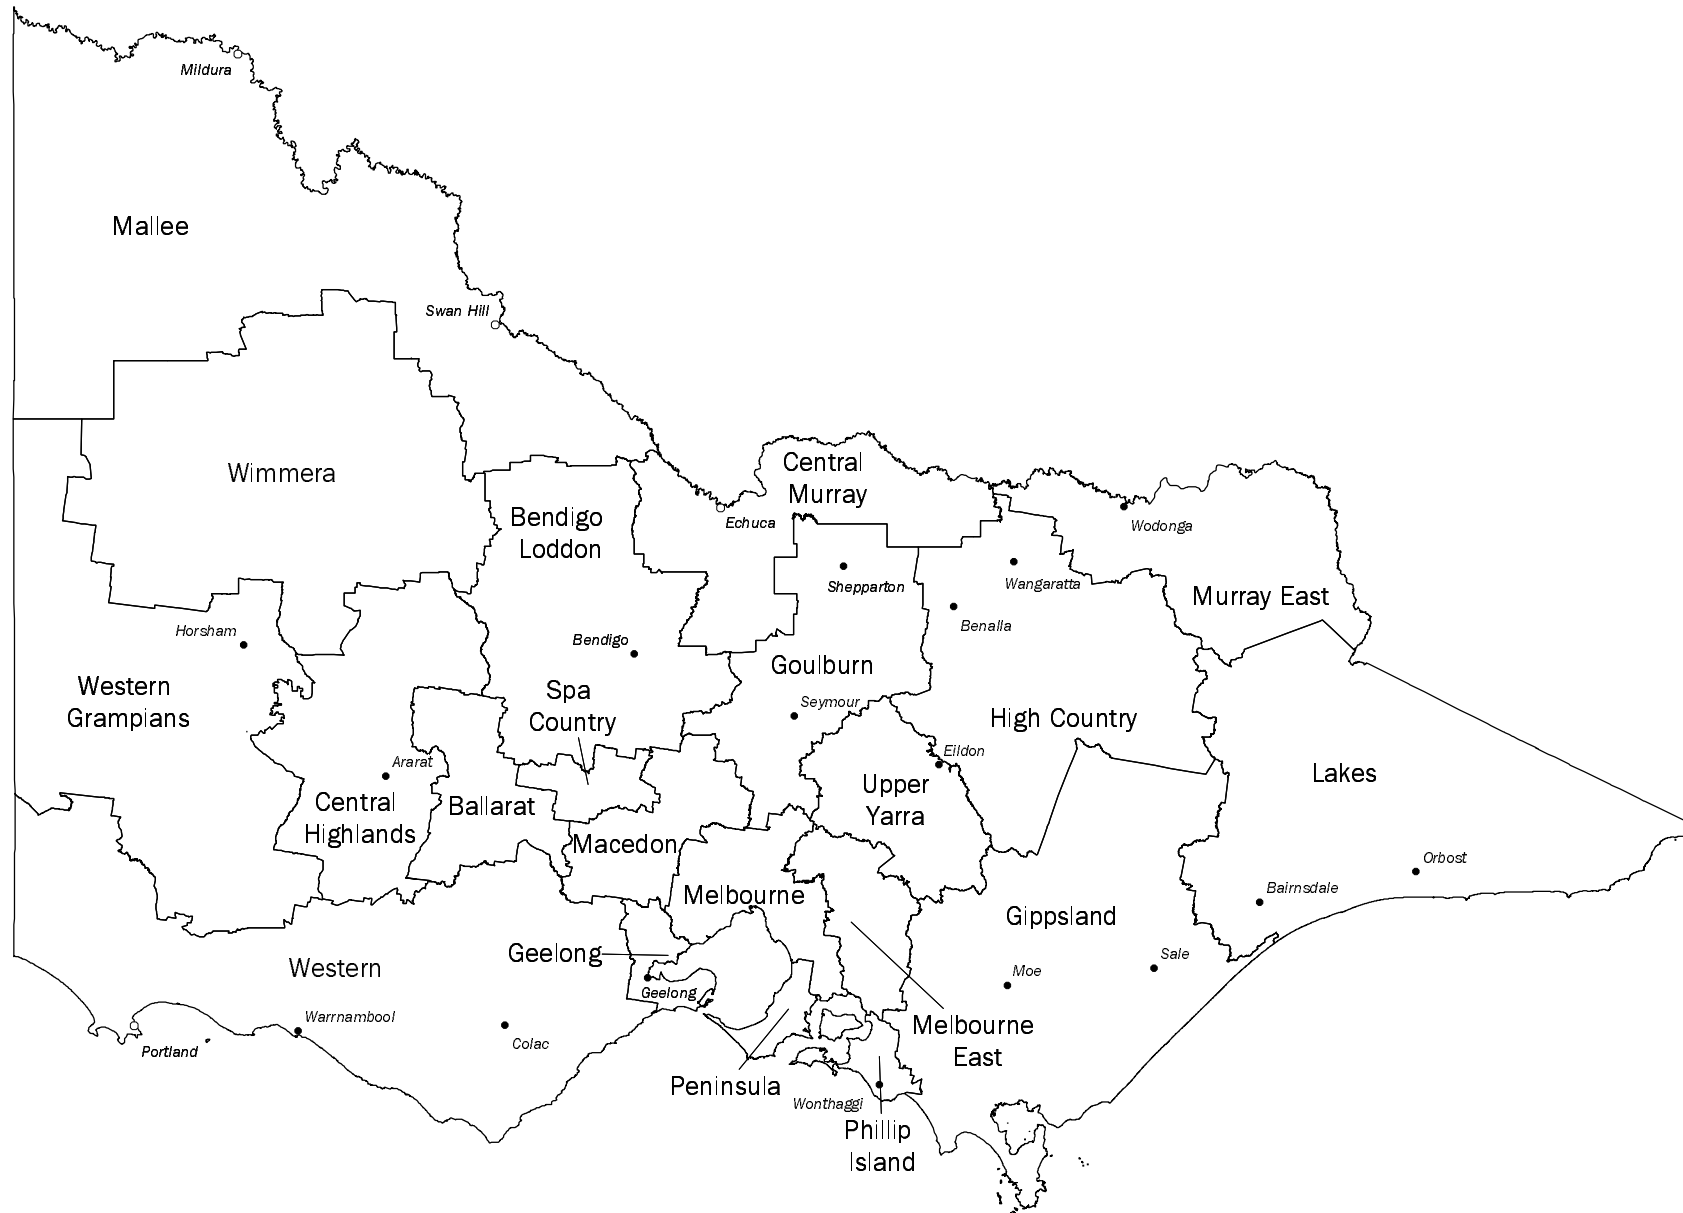 Mildura
Mallee
Swan Hill
Wimmera
Central
Murray
Bendigo
Loddon
Echuca
Wodonga
Shepparton
Wangaratta
Murray East
Benalla
Horsham
Bendigo
Western
Grampians
Spa
Country
Goulburn
Seymour
High Country
Eildon
Ararat
Lakes
Upper
Yarra
Central
Highlands
Ballarat
Macedon
Orbost
Bairnsdale
Melbourne
Gippsland
Geelong
Western
Sale
Moe
Geelong
Warrnambool
Melbourne
East
Colac
Portland
Peninsula
Wonthaggi
Phillip
Island